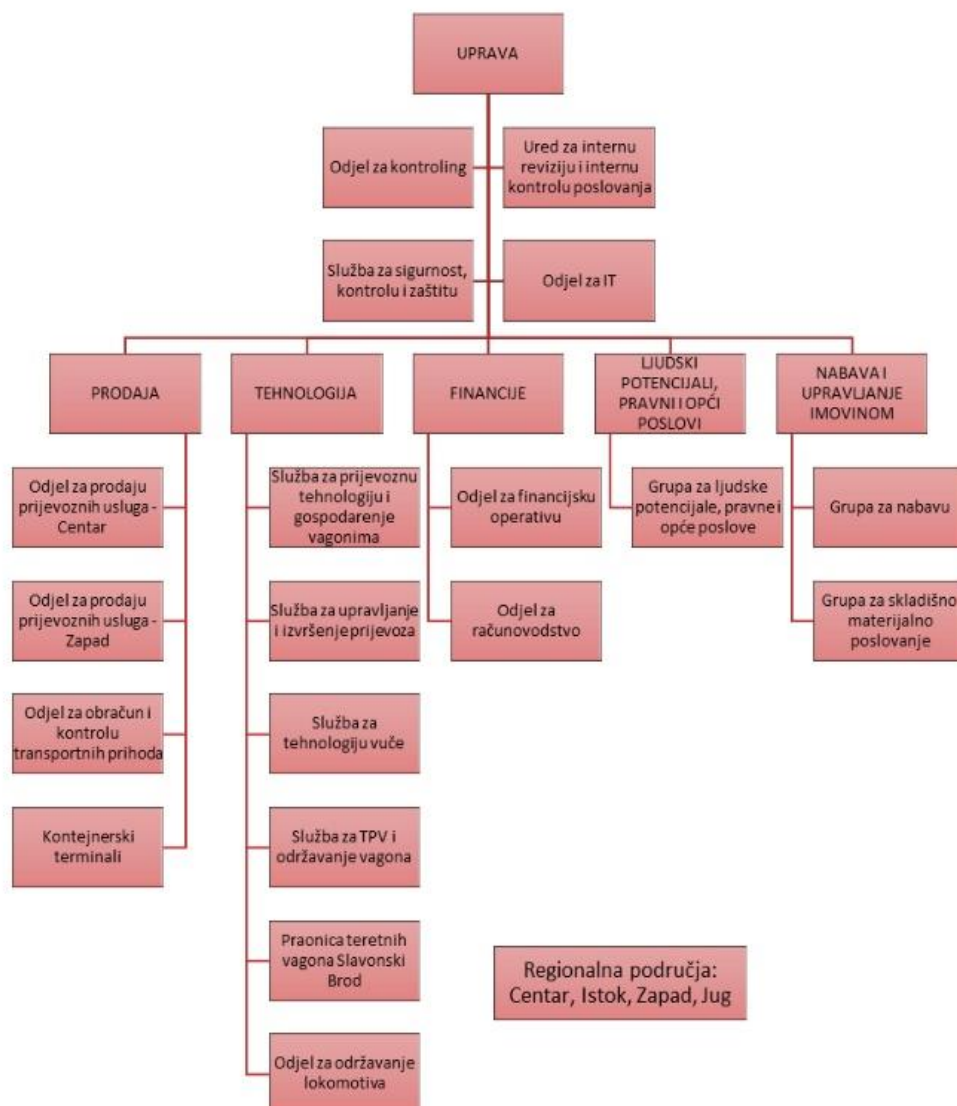 UPRAVA
Odjel za kontroling
Ured za internu
reviziju i internu
kontrolu poslovanja
Služba za sigurnost,
kontrolu i zaštitu
Odjel za IT
PRODAJA
TEHNOLOGIJA
FINANCIJE
LJUDSKI
POTENCIJALI,
PRAVNI I OPĆI
POSLOVI
NABAVA I
UPRAVLJANJE
IMOVINOM
Odjel za prodaju
prijevoznih usluga -
Centar
Odjel za prodaju
prijevoznih usluga -
Zapad
Odjel za obračun i
kontrolu
transportnih prihoda
Kontejnerski
terminali
Služba za prijevoznu
tehnologiju i
gospodarenje
vagonima
Služba za upravljanje
i izvršenje prijevoza
Služba za
tehnologiju vuče
Služba za TPV i
održavanje vagona
Praonica teretnih
vagona Slavonski
Brod
Odjel za održavanje
lokomotiva
Odjel za financijsku
operativu
Odjel za
računovodstvo
Grupa za ljudske
potencijale, pravne i
opće poslove
Grupa za nabavu
Grupa za skladišno
materijalno
poslovanje
Regionalna područja:
Centar, Istok, Zapad, Jug